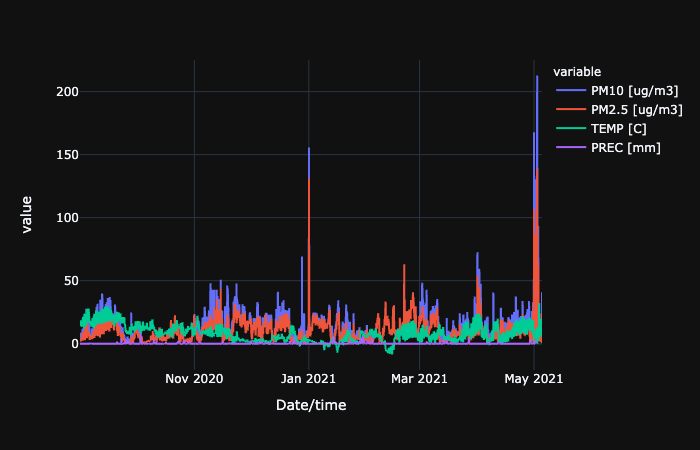 variable
PM10 [ug/m3]
PM2.5 [ug/m3]
TEMP [C]
PREC [mm]
200
150
100
50
0
value
Nov 2020
Jan 2021
Mar 2021
May 2021
Date/time